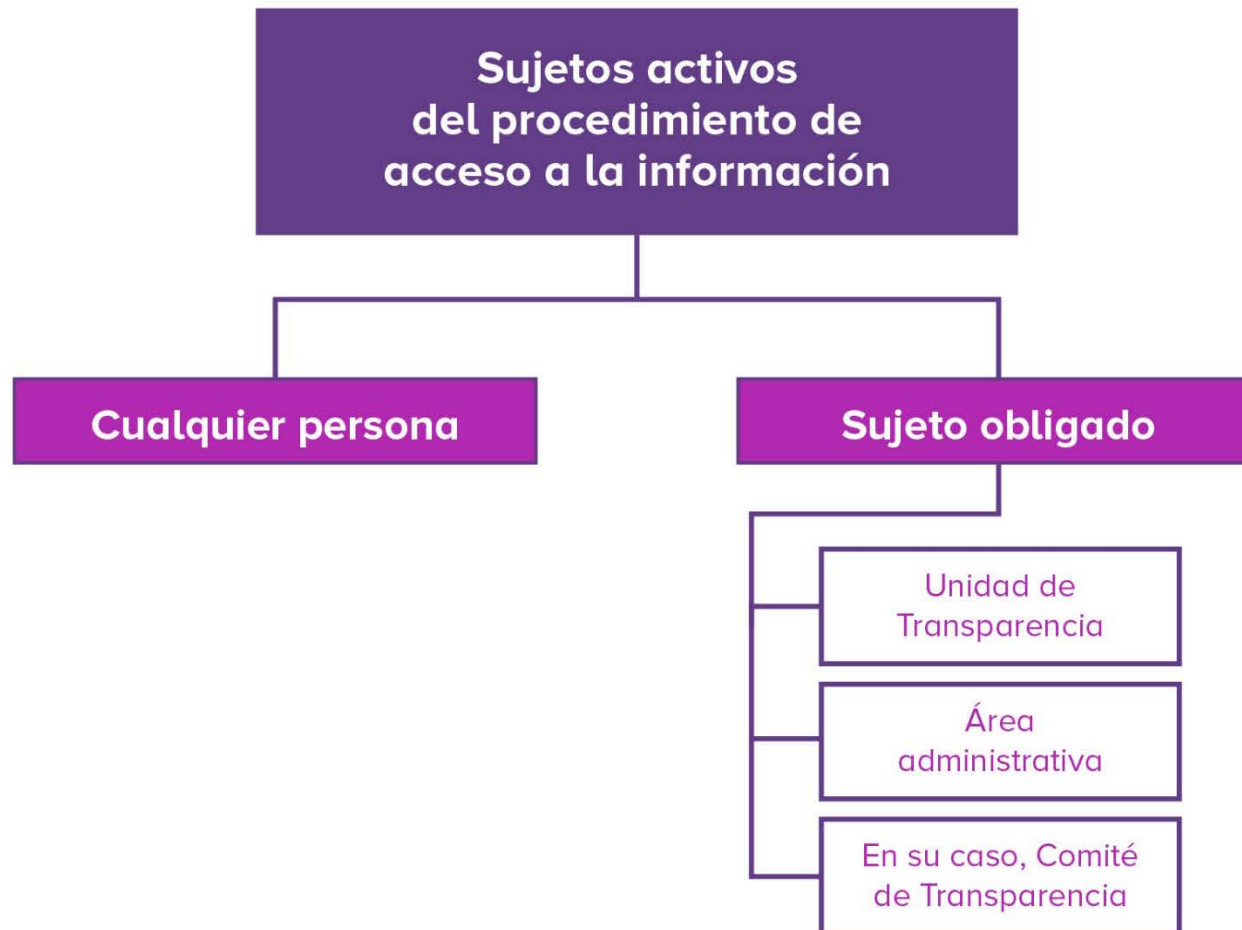 Sujetos activos
del procedimiento de
acceso a la información
Cualquier persona
Sujeto obligado
Unidad de
Transparencia
Área
administrativa
En su caso, Comité
de Transparencia